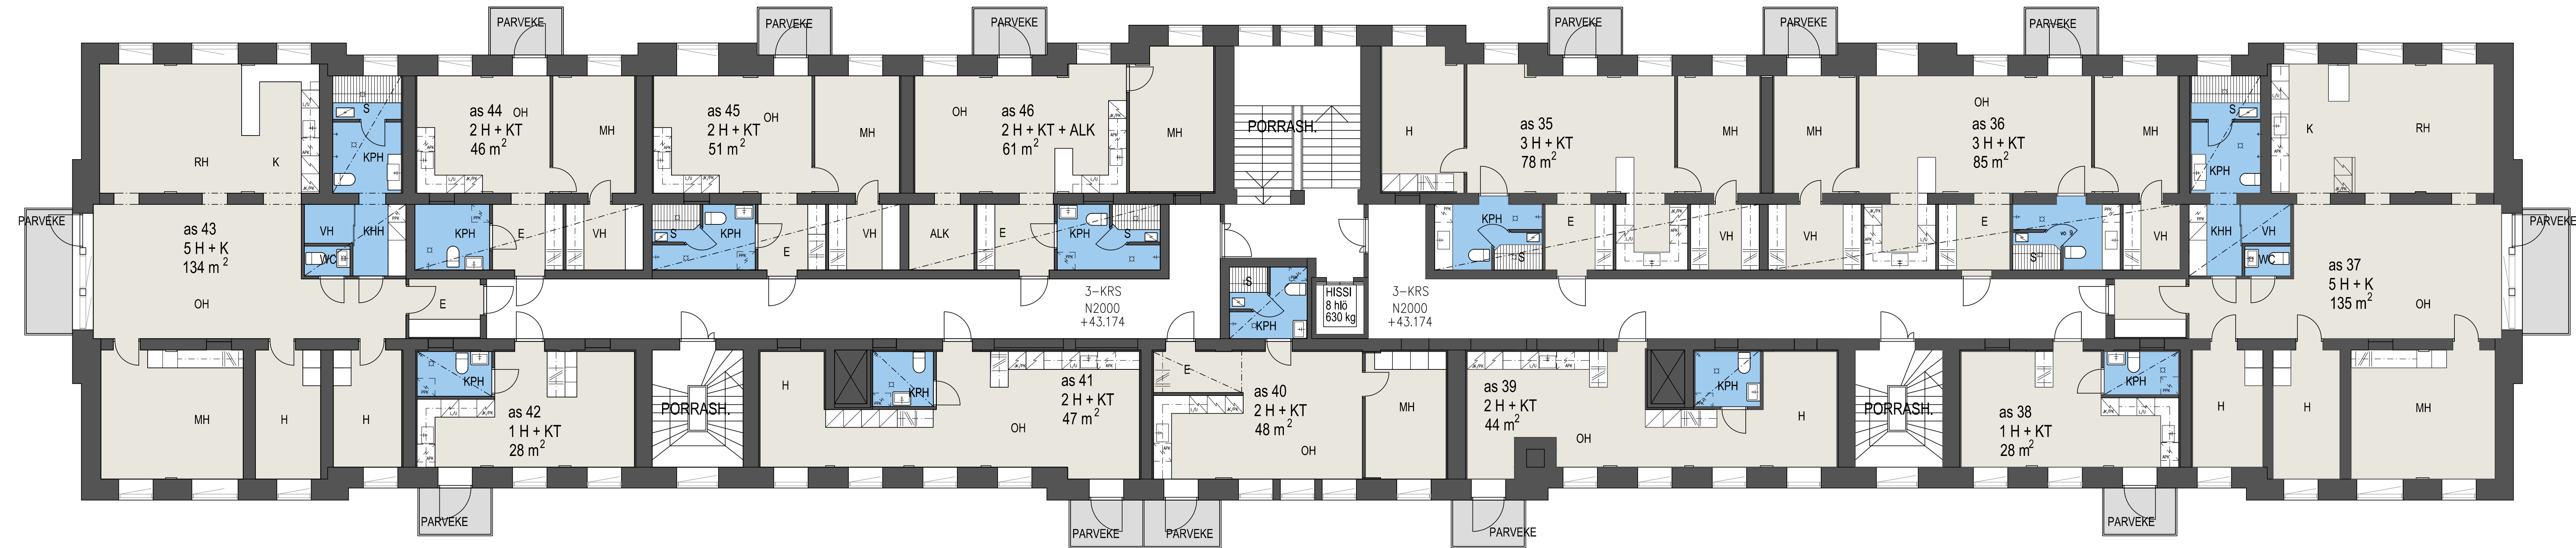 PARVEKE
PARVEKE
PARVEKE
PARVEKE
PARVEKE
PARVEKE
RH
K
S
KPH
as 44
2 H + KT
46 m²
OH
MH
as 45
2 H + KT
51 m²
OH
MH
OH
as 46
2 H + KT + ALK
61 m²
MH
PORRASH.
H
as 35
3 H + KT
78 m²
OH
MH
MH
OH
as 36
3 H + KT
85 m²
MH
S
KPH
K
RH
PARVEKE
as 43
5 H + K
134 m²
OH
VH
KHH
WC
KPH
E
VH
E
S
KPH
E
VH
ALK
E
KPH
S
3-KRS
N2000
+43.174
S
KPH
HISSI
8 hlö
630 kg
3-KRS
N2000
+43.174
KPH
S
E
VH
VH
E
S
VH
KHH
VH
WC
as 37
5 H + K
135 m²
OH
PARVEKE
MH
H
H
KPH
as 42
1 H + KT
28 m²
PORRASH.
H
KPH
OH
as 41
2 H + KT
47 m²
E
as 40
2 H + KT
48 m²
OH
MH
as 39
2 H + KT
44 m²
OH
KPH
H
PORRASH.
as 38
1 H + KT
28 m²
KPH
H
H
MH
PARVEKE
PARVEKE
PARVEKE
PARVEKE
PARVEKE